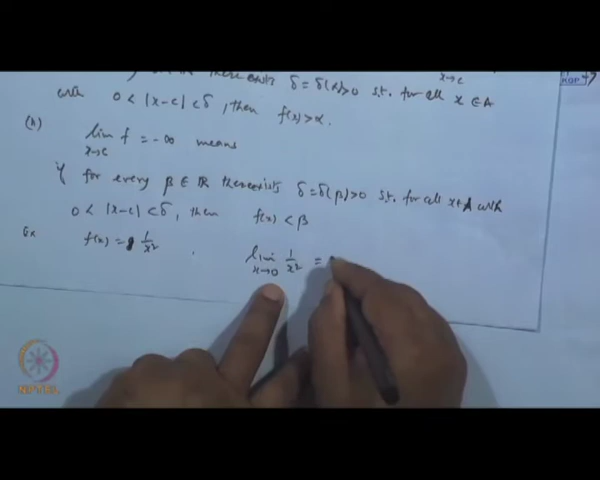 there exists δ = δ(α)>0 s.t. for all x ∈ A
x→c
with 0 < |x-c| < δ, then f(x)>α.
lim f = -∞ means
x→c
if for every β ∈ ℝ there exists δ = δ(β)>0 s.t. for all x∈A with
0 < |x-c| < δ, then f(x) < β
Ex f(x) = 1/x² , lim x→0 1/x² =
NPTEL